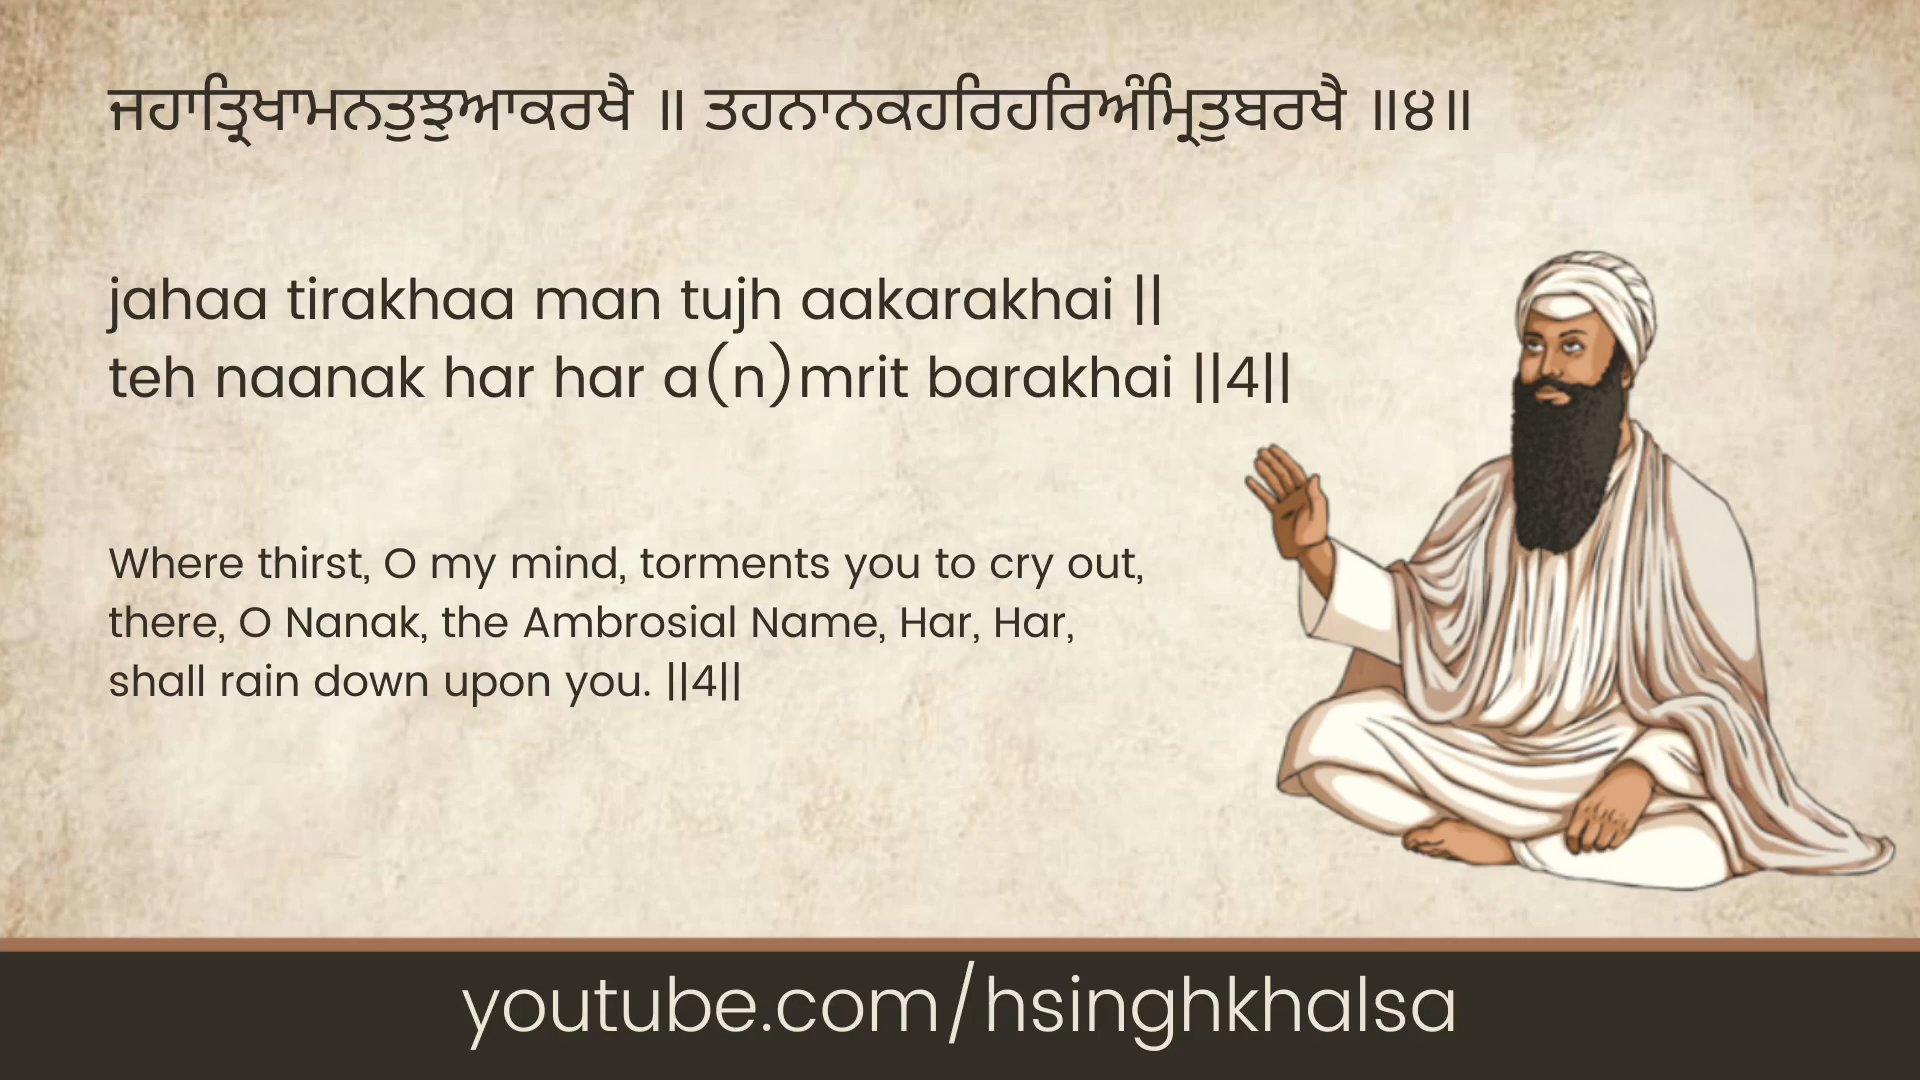 ਜਹਾਤ੍ਰਿਖਾਮਨਤੁਝੁਆਕਰਖੈ ॥ ਤਹਨਾਨਕਹਰਿਹਰਿਅੰਮ੍ਰਿਤੁਬਰਖੈ ॥੪॥
jahaa tirakhaa man tujh aakarakhai ||
teh naanak har har a(n)mrit barakhai ||4||
Where thirst, O my mind, torments you to cry out,
there, O Nanak, the Ambrosial Name, Har, Har,
shall rain down upon you. ||4||
youtube.com/hsinghkhalsa